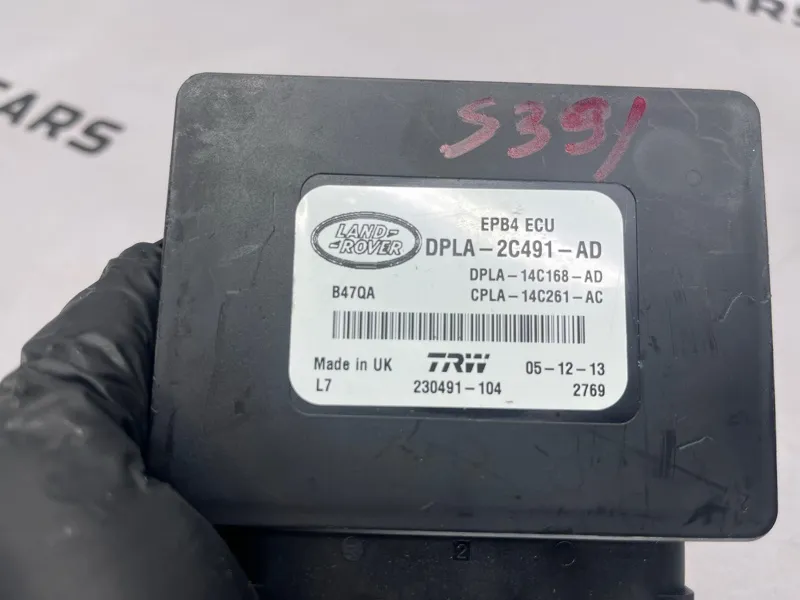 CARS
S391
LAND-
-ROVER
EPB4 ECU
DPLA-2C491-AD
DPLA-14C168-AD
B47QA CPLA-14C261-AC
Made in UK TRW 05-12-13
L7 230491-104 2769
2